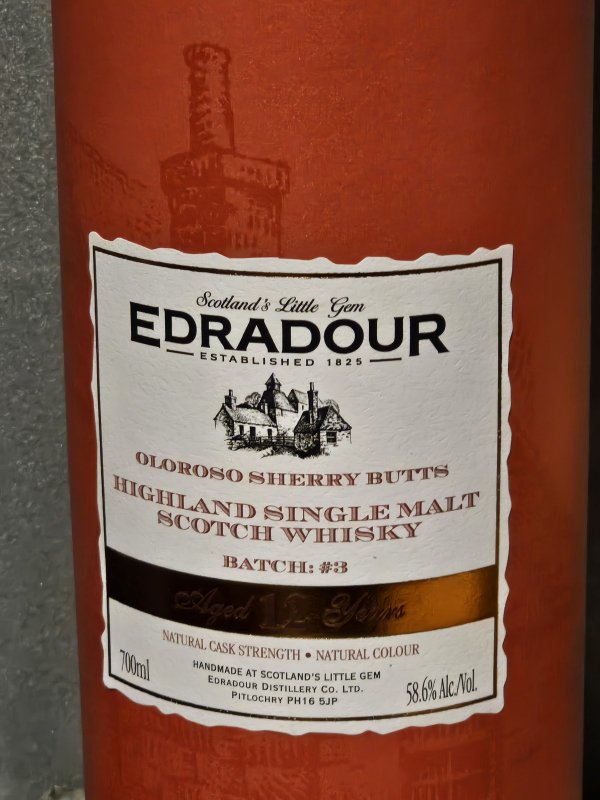 Scotland's Little Gem
EDRADOUR
ESTABLISHED 1825
OLOROSO SHERRY BUTTS
HIGHLAND SINGLE MALT
SCOTCH WHISKY
BATCH: #3
Aged 12 Years
NATURAL CASK STRENGTH • NATURAL COLOUR
700ml
HANDMADE AT SCOTLAND'S LITTLE GEM
EDRADOUR DISTILLERY CO. LTD.
PITLOCHRY PH16 5JP
58.6% Alc./Vol.